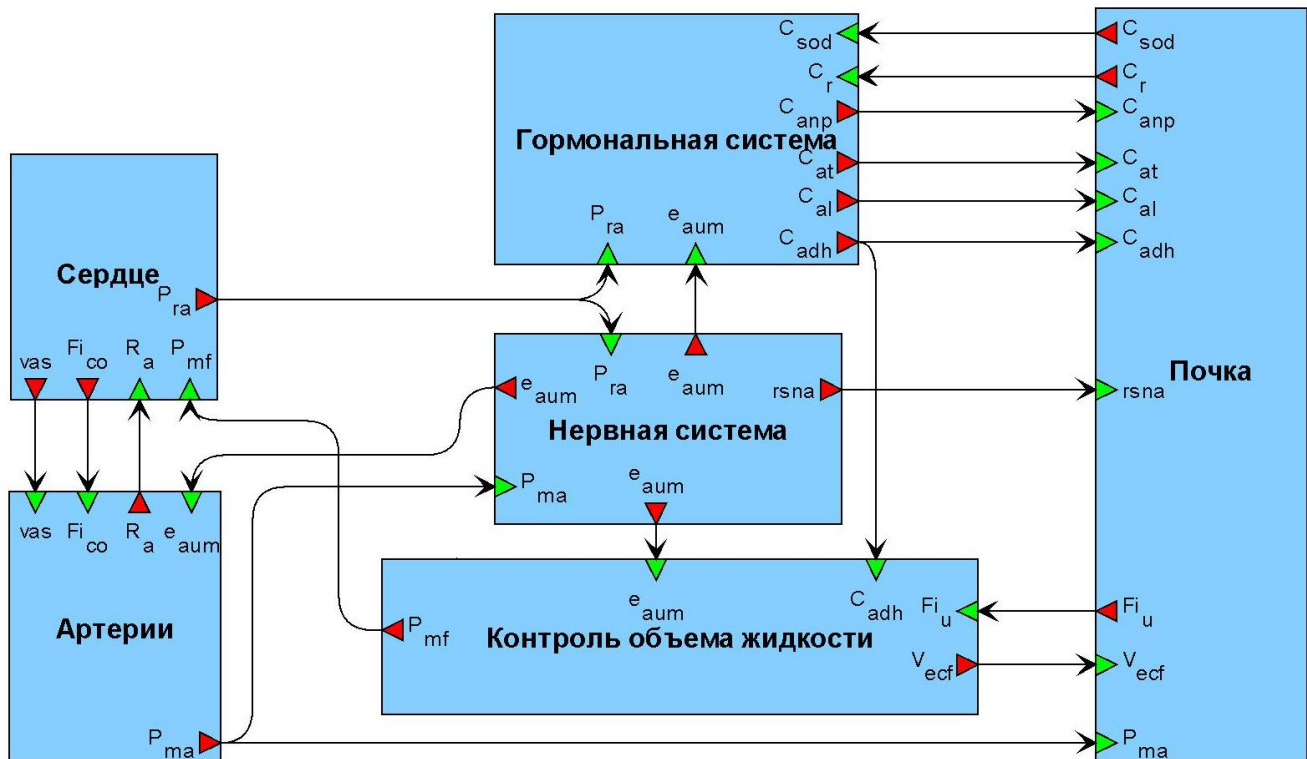 C sod
C r
C anp
Гормональная система
C at
C al
P ra
e aum
C adh
C sod
C r
C anp
C at
C al
C adh
Сердце
P ra
vas
Fi co
R a
P mf
P ra
e aum
e aum
rsna
Нервная система
P ma
e aum
Почка
rsna
vas
Fi co
R a
e aum
Артерии
P ma
e aum
C adh
P mf
Контроль объема жидкости
Fi u
V ecf
Fi u
V ecf
P ma